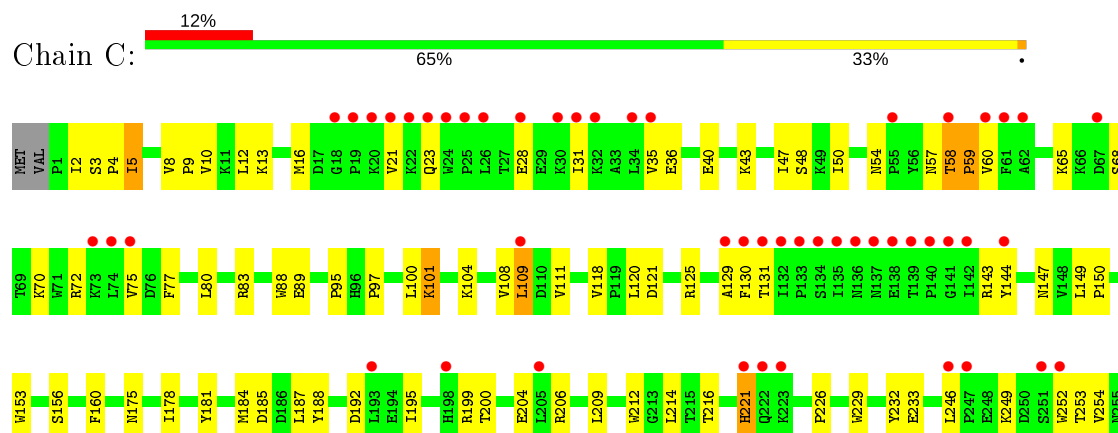 12%
Chain C:
65% 33% •
MET VAL P1 I2 S3 P4 I5 V8 P9 V10 K11 L12 K13 M16 D17 G18 P19 K20 V21 K22 Q23 W24 P25 L26 T27 E28 E29 K30 I31 K32 A33 L34 V35 E36 E40 K43 I47 S48 K49 I50 N54 P55 Y56 N57 T58 P59 V60 F61 A62 K65 K66 D67 S68
T69 K70 W71 R72 K73 L74 V75 D76 F77 L80 R83 W88 E89 P95 H96 P97 L100 K101 K104 V108 L109 D110 V111 V118 P119 L120 D121 R125 A129 F130 T131 I132 P133 S134 I135 N136 N137 E138 T139 P140 G141 I142 R143 Y144 N147 V148 L149 P150
W153 S156 F160 N175 I178 Y181 M184 D185 D186 L187 Y188 D192 L193 E194 I195 H198 R199 T200 E204 L205 R206 L209 W212 G213 L214 T215 T216 H221 Q222 K223 P226 W229 Y232 E233 L246 P247 E248 K249 D250 S251 W252 T253 V254